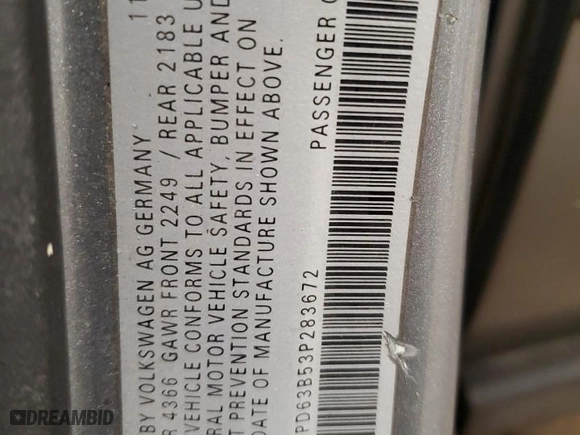 11
BY VOLKSWAGEN AG GERMANY
R 4366 GAWR FRONT 2249 / REAR 2183
VEHICLE CONFORMS TO ALL APPLICABLE U
RAL MOTOR VEHICLE SAFETY, BUMPER AND
T PREVENTION STANDARDS IN EFFECT ON
DATE OF MANUFACTURE SHOWN ABOVE.
PD63B53P283672 PASSENGER C
DREAMBID